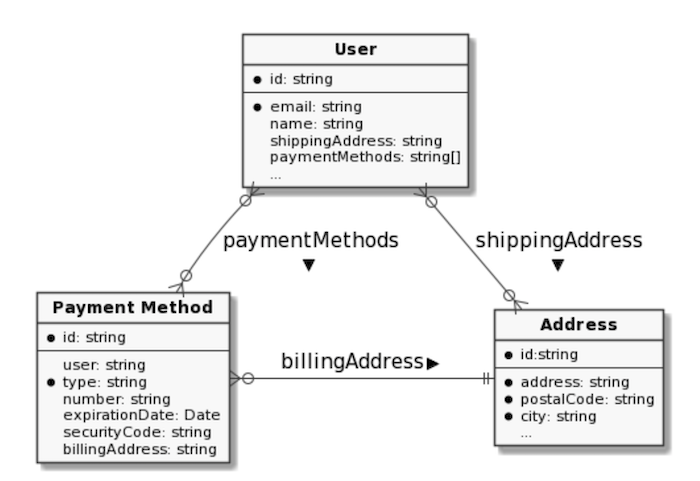 User
id: string
email: string
name: string
shippingAddress: string
paymentMethods: string[]
...
paymentMethods
▼
shippingAddress
▼
Payment Method
id: string
user: string
type: string
number: string
expirationDate: Date
securityCode: string
billingAddress: string
billingAddress▶
Address
id:string
address: string
postalCode: string
city: string
...